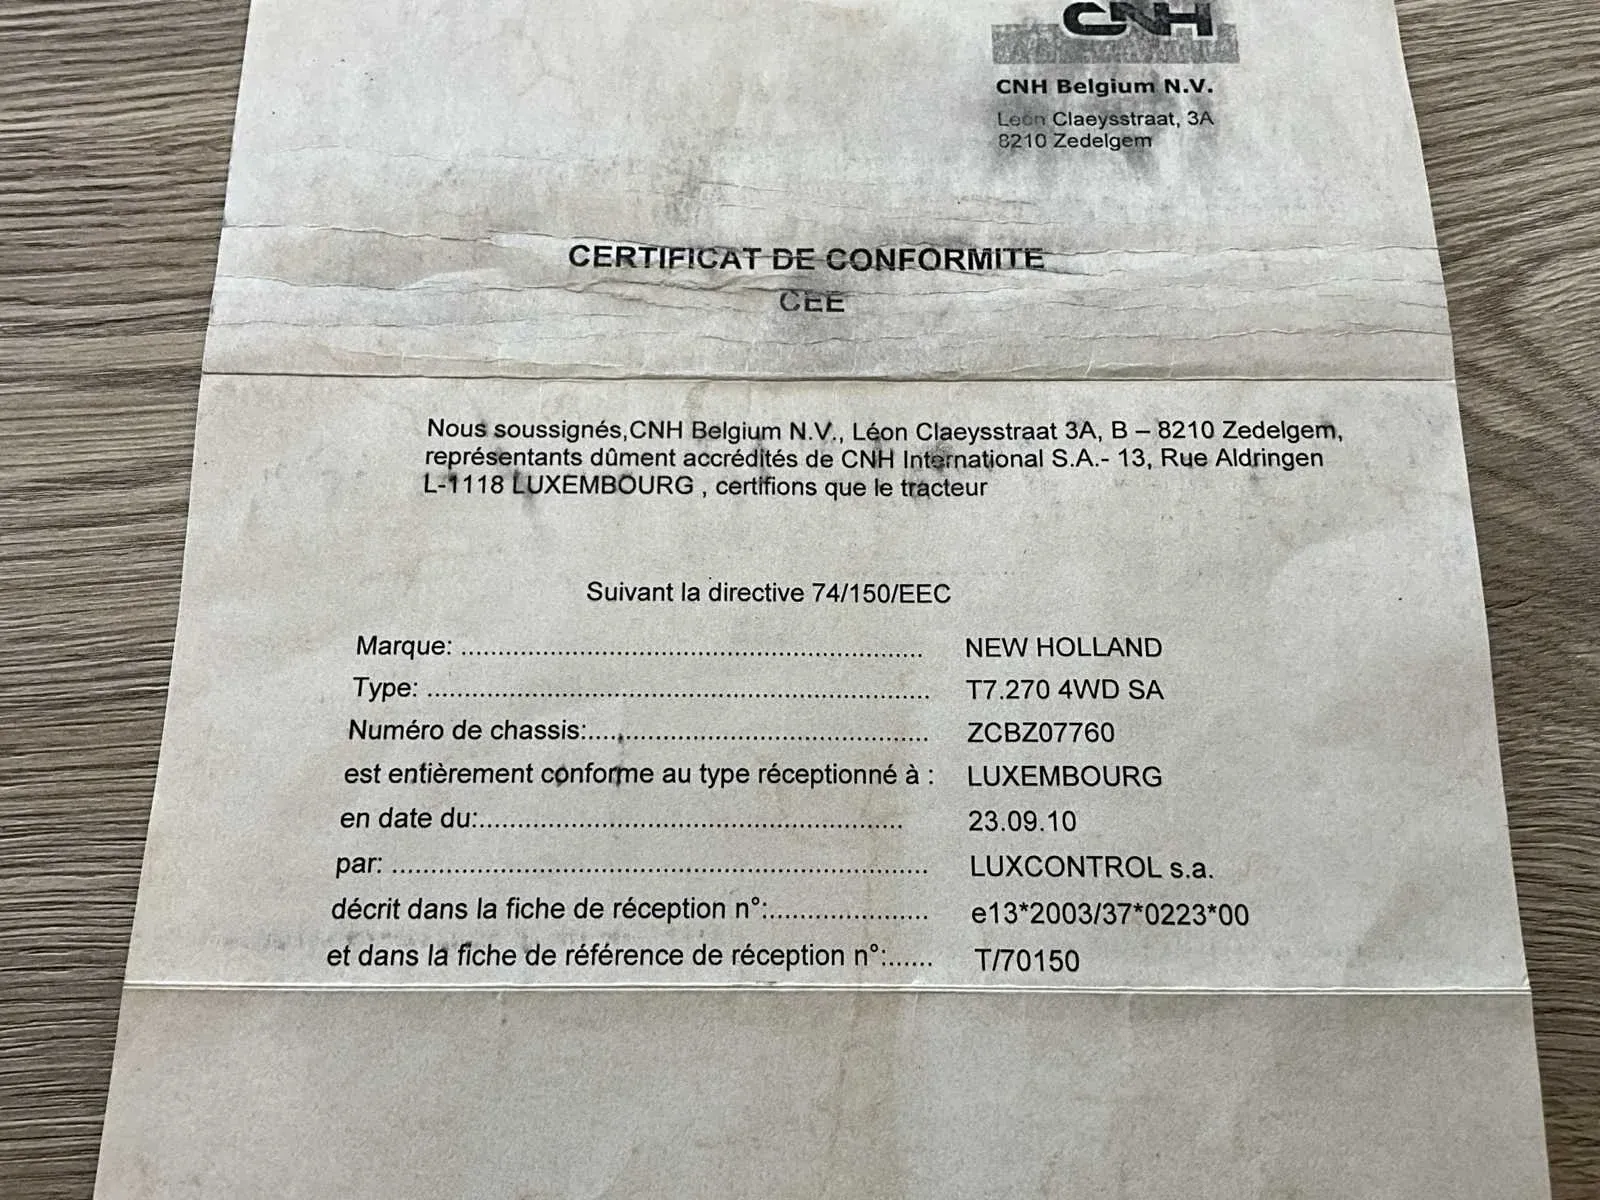 CNH
CNH Belgium N.V.
Leon Claeysstraat, 3A
8210 Zedelgem
CERTIFICAT DE CONFORMITE
CEE
Nous soussignés,CNH Belgium N.V., Léon Claeysstraat 3A, B – 8210 Zedelgem,
représentants dûment accrédités de CNH International S.A.- 13, Rue Aldringen
L-1118 LUXEMBOURG , certifions que le tracteur
Suivant la directive 74/150/EEC
Marque: .............................................................. NEW HOLLAND
Type: ................................................................... T7.270 4WD SA
Numéro de chassis:............................................. ZCBZ07760
est entièrement conforme au type réceptionné à : LUXEMBOURG
en date du:......................................................... 23.09.10
par: ........................................................................ LUXCONTROL s.a.
décrit dans la fiche de réception n°:...................... e13*2003/37*0223*00
et dans la fiche de référence de réception n°:...... T/70150